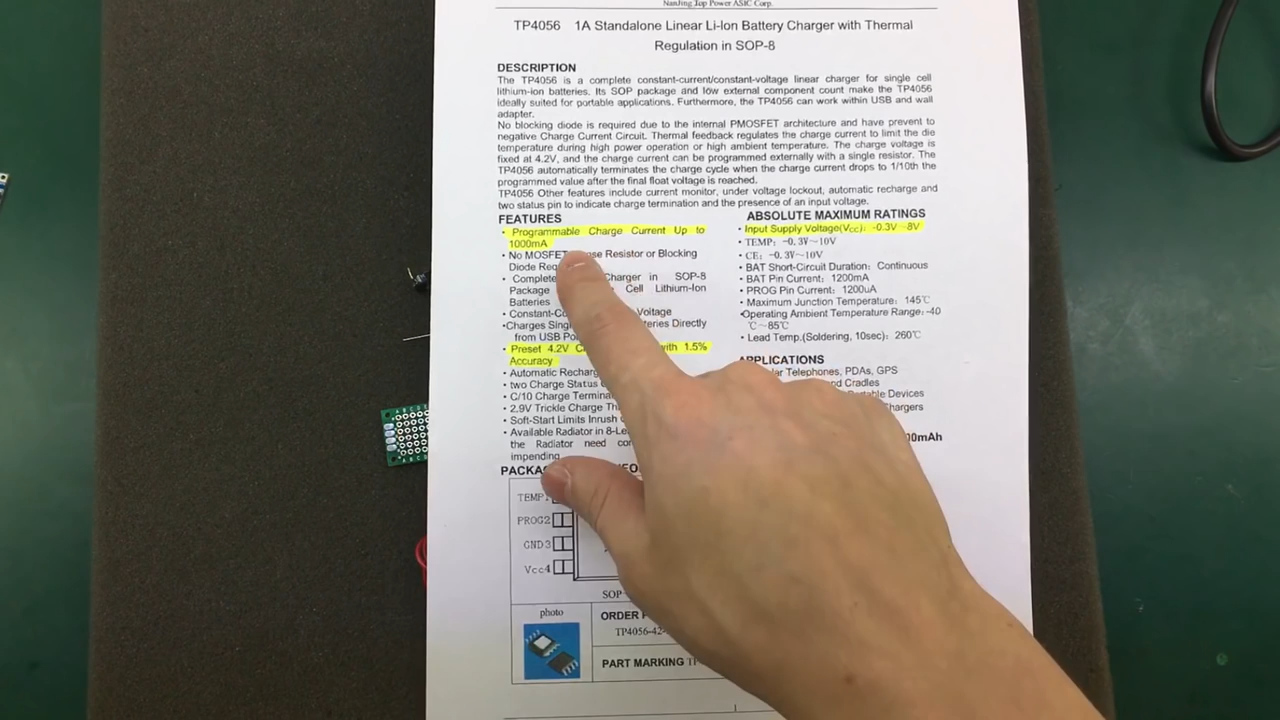 NanJing Top Power ASIC Corp.
TP4056 1A Standalone Linear Li-lon Battery Charger with Thermal
Regulation in SOP-8
DESCRIPTION
The TP4056 is a complete constant-current/constant-voltage linear charger for single cell
lithium-ion batteries. Its SOP package and low external component count make the TP4056
ideally suited for portable applications. Furthermore, the TP4056 can work within USB and wall
adapter.
No blocking diode is required due to the internal PMOSFET architecture and have prevent to
negative Charge Current Circuit. Thermal feedback regulates the charge current to limit the die
temperature during high power operation or high ambient temperature. The charge voltage is
fixed at 4.2V, and the charge current can be programmed externally with a single resistor. The
TP4056 automatically terminates the charge cycle when the charge current drops to 1/10th the
programmed value after the final float voltage is reached.
TP4056 Other features include current monitor, under voltage lockout, automatic recharge and
two status pin to indicate charge termination and the presence of an input voltage.
FEATURES
· Programmable Charge Current Up to
1000mA
· No MOSFET Resistor or Blocking
Diode
· Complete Charger in SOP-8
Package Cell Lithium-Ion
Batteries
Voltage
·Charges Directly
from USB
· Preset 4.2V with 1.5%
Accuracy
· Automatic
· two Charge Status
· C/10 Charge
· 2.9V Trickle Charge
· Soft-Start Limits Inrush
· Available Radiator in
the Radiator need
impending
ABSOLUTE MAXIMUM RATINGS
· Input Supply Voltage(VCC): -0.3V~8V
· TEMP: -0.3V~10V
· CE: -0.3V~10V
· BAT Short-Circuit Duration: Continuous
· BAT Pin Current: 1200mA
· PROG Pin Current: 1200uA
· Maximum Junction Temperature: 145℃
·Operating Ambient Temperature Range: -40
℃~85℃
· Lead Temp.(Soldering, 10sec): 260℃
APPLICATIONS
Telephones, PDAs, GPS
and Cradles
Devices
TEMP1
PROG2
GND3
Vcc4
photo
ORDER
PART MARKING
1